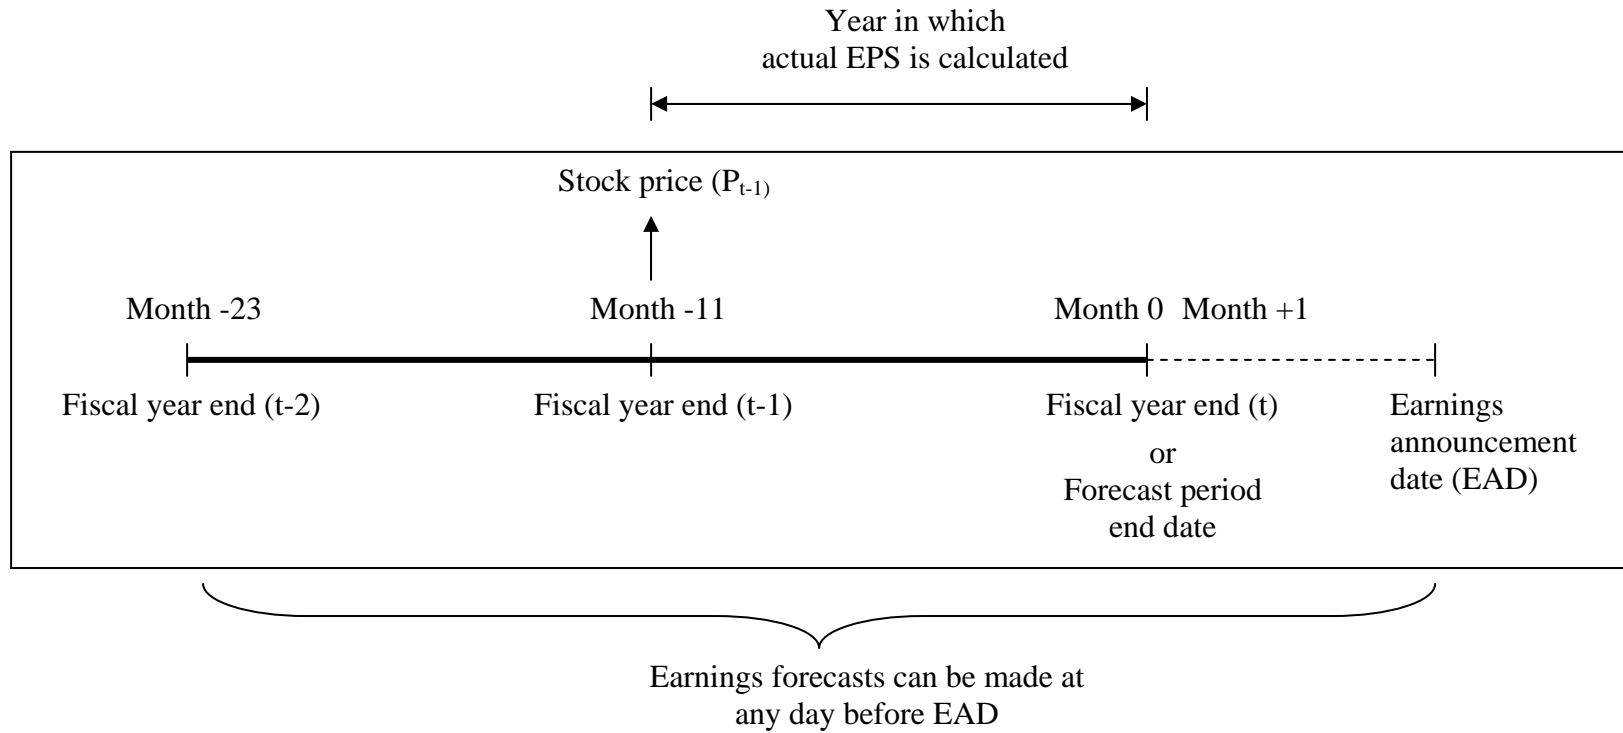 Year in which
actual EPS is calculated
Stock price (Pt-1)
Month -23
Month -11
Month 0
Month +1
Fiscal year end (t-2)
Fiscal year end (t-1)
Fiscal year end (t)
or
Forecast period
end date
Earnings
announcement
date (EAD)
Earnings forecasts can be made at
any day before EAD